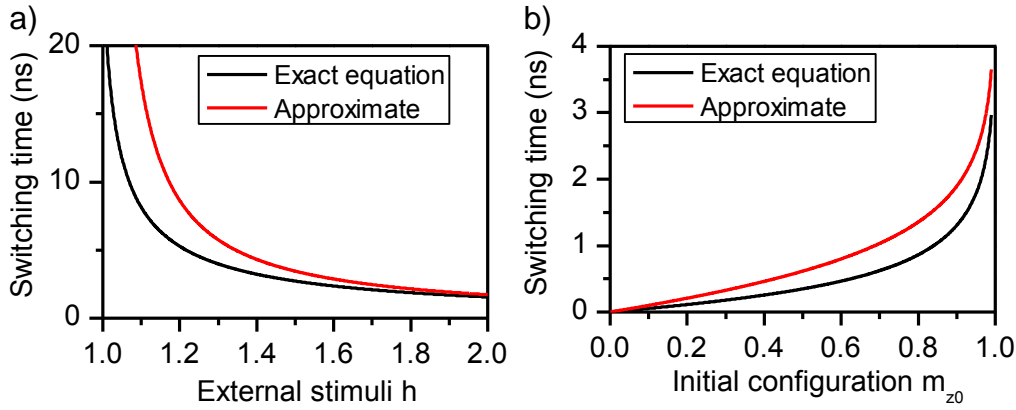 a)
Switching time (ns)
20
10
0
Exact equation
Approximate
1.0 1.2 1.4 1.6 1.8 2.0
External stimuli h
b)
Switching time (ns)
4
3
2
1
0
Exact equation
Approximate
0.0 0.2 0.4 0.6 0.8 1.0
Initial configuration m_z0